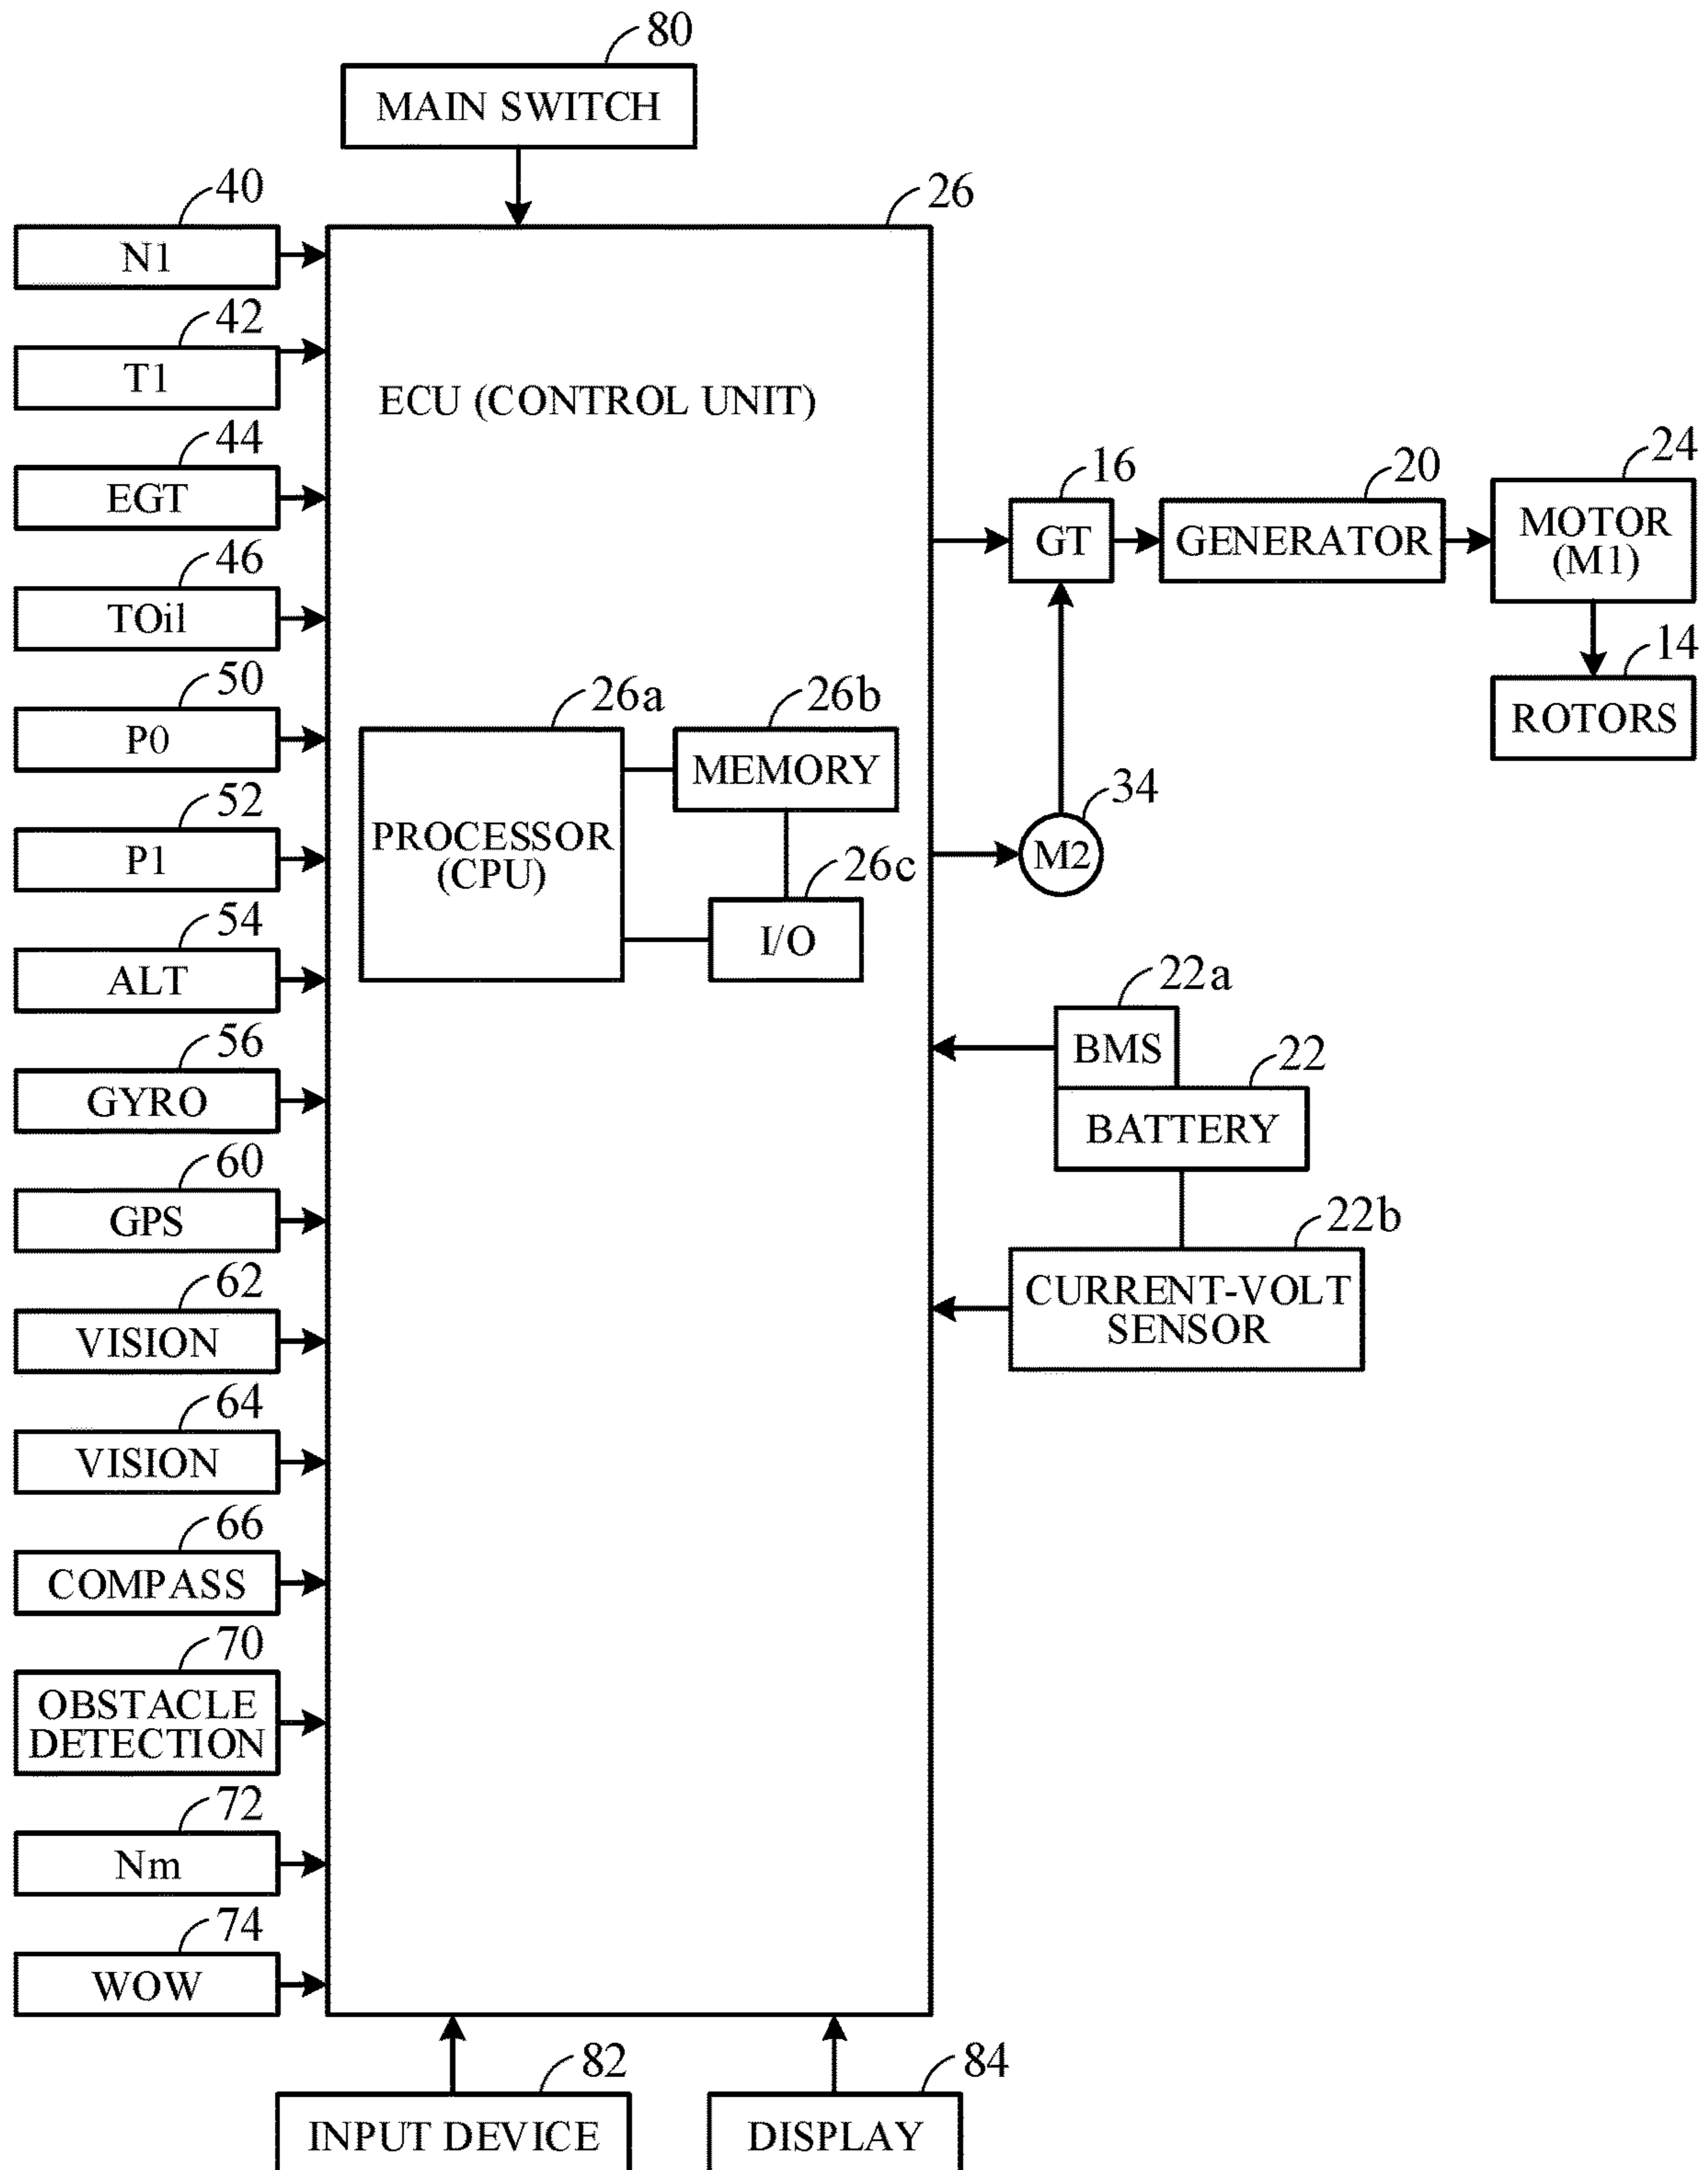 80
MAIN SWITCH
40
N1
42
T1
44
EGT
46
TOil
50
P0
52
P1
54
ALT
56
GYRO
60
GPS
62
VISION
64
VISION
66
COMPASS
70
OBSTACLE
DETECTION
72
Nm
74
WOW
26
ECU (CONTROL UNIT)
26a
PROCESSOR
(CPU)
26b
MEMORY
26c
I/O
16
GT
20
GENERATOR
24
MOTOR
(M1)
14
ROTORS
34
M2
22a
BMS
22
BATTERY
22b
CURRENT-VOLT
SENSOR
82
INPUT DEVICE
84
DISPLAY